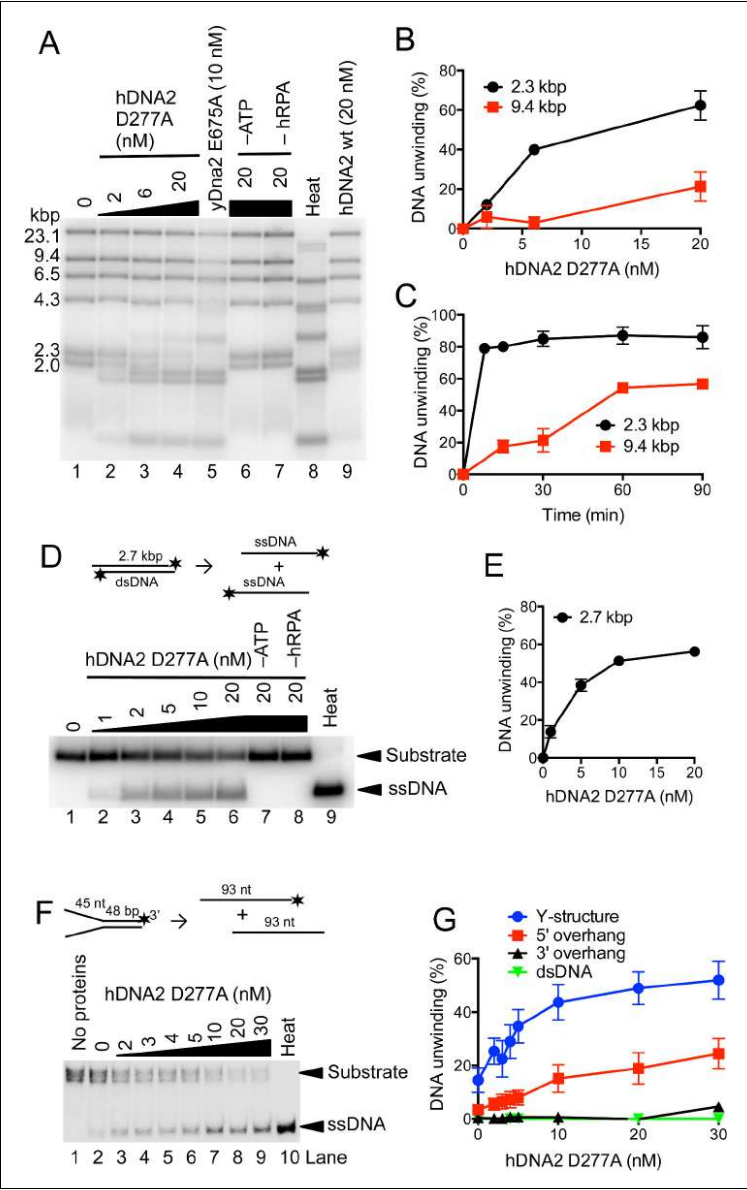 A
hDNA2
D277A
(nM)
yDna2 E675A (10 nM)
–ATP
– hRPA
Heat
hDNA2 wt (20 nM)
0
2
6
20
20
20
kbp
23.1
9.4
6.5
4.3
2.3
2.0
1 2 3 4 5 6 7 8 9
B
DNA unwinding (%)
2.3 kbp
9.4 kbp
80
60
40
20
0
0 5 10 15 20
hDNA2 D277A (nM)
C
DNA unwinding (%)
100
80
60
40
20
0
2.3 kbp
9.4 kbp
0 30 60 90
Time (min)
D
2.7 kbp
dsDNA
ssDNA
+
ssDNA
hDNA2 D277A (nM)
–ATP
–hRPA
Heat
0 1 2 5 10 20 20 20
Substrate
ssDNA
1 2 3 4 5 6 7 8 9
E
DNA unwinding (%)
2.7 kbp
80
60
40
20
0
0 5 10 15 20
hDNA2 D277A (nM)
F
45 nt
48 bp
3'
93 nt
+
93 nt
No proteins
hDNA2 D277A (nM)
0 2 3 4 5 10 20 30
Heat
Substrate
ssDNA
1 2 3 4 5 6 7 8 9 10 Lane
G
Y-structure
5' overhang
3' overhang
dsDNA
DNA unwinding (%)
60
40
20
0
0 10 20 30
hDNA2 D277A (nM)